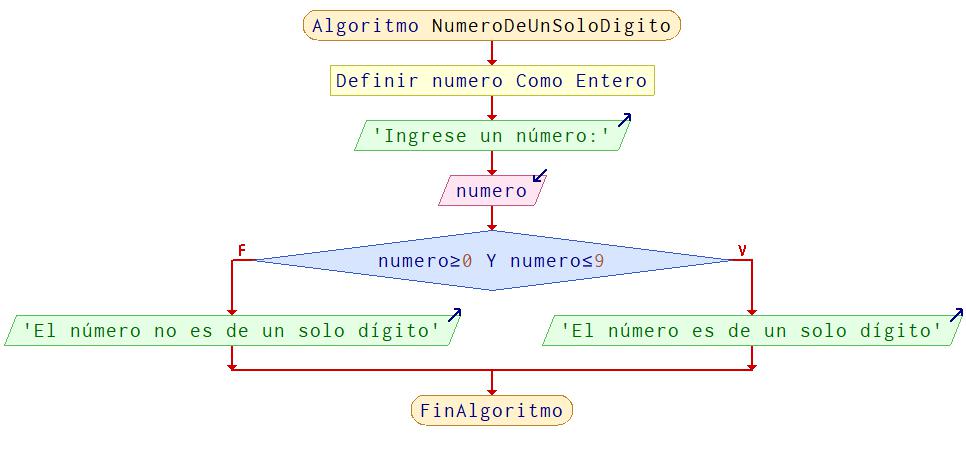 Algoritmo NumeroDeUnSoloDigito
Definir numero Como Entero
'Ingrese un número:'
numero
F
V
numero≥0 Y numero≤9
'El número no es de un solo dígito'
'El número es de un solo dígito'
FinAlgoritmo